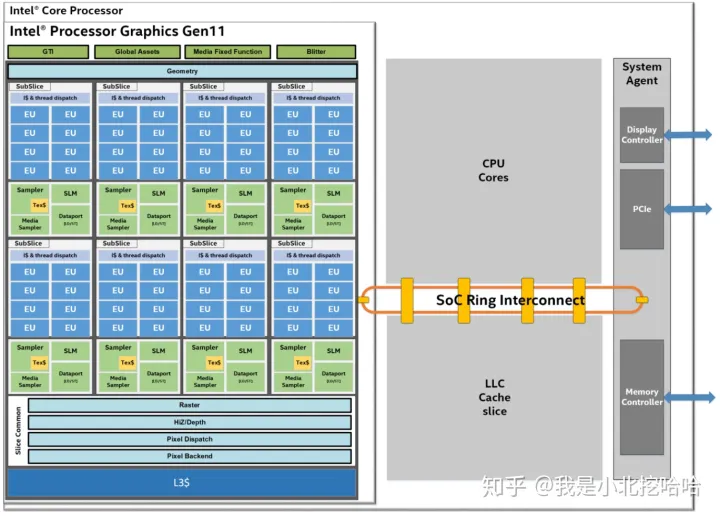 Intel® Core Processor
Intel® Processor Graphics Gen11
GTI Global Assets Media Fixed Function Blitter
Geometry
SubSlice SubSlice SubSlice SubSlice
I$ & thread dispatch I$ & thread dispatch I$ & thread dispatch I$ & thread dispatch
EU EU EU EU EU EU EU EU
EU EU EU EU EU EU EU EU
EU EU EU EU EU EU EU EU
EU EU EU EU EU EU EU EU
Sampler SLM Sampler SLM Sampler SLM Sampler SLM
Tex$ Tex$ Tex$ Tex$
Media Sampler Dataport Media Sampler Dataport Media Sampler Dataport Media Sampler Dataport
SubSlice SubSlice SubSlice SubSlice
I$ & thread dispatch I$ & thread dispatch I$ & thread dispatch I$ & thread dispatch
EU EU EU EU EU EU EU EU
EU EU EU EU EU EU EU EU
EU EU EU EU EU EU EU EU
EU EU EU EU EU EU EU EU
Sampler SLM Sampler SLM Sampler SLM Sampler SLM
Tex$ Tex$ Tex$ Tex$
Media Sampler Dataport Media Sampler Dataport Media Sampler Dataport Media Sampler Dataport
Slice Common
Raster
HiZ/Depth
Pixel Dispatch
Pixel Backend
L3$
CPU
Cores
SoC Ring Interconnect
LLC
Cache
slice
System
Agent
Display
Controller
PCIe
Memory
Controller
知乎 @我是小北挖哈哈